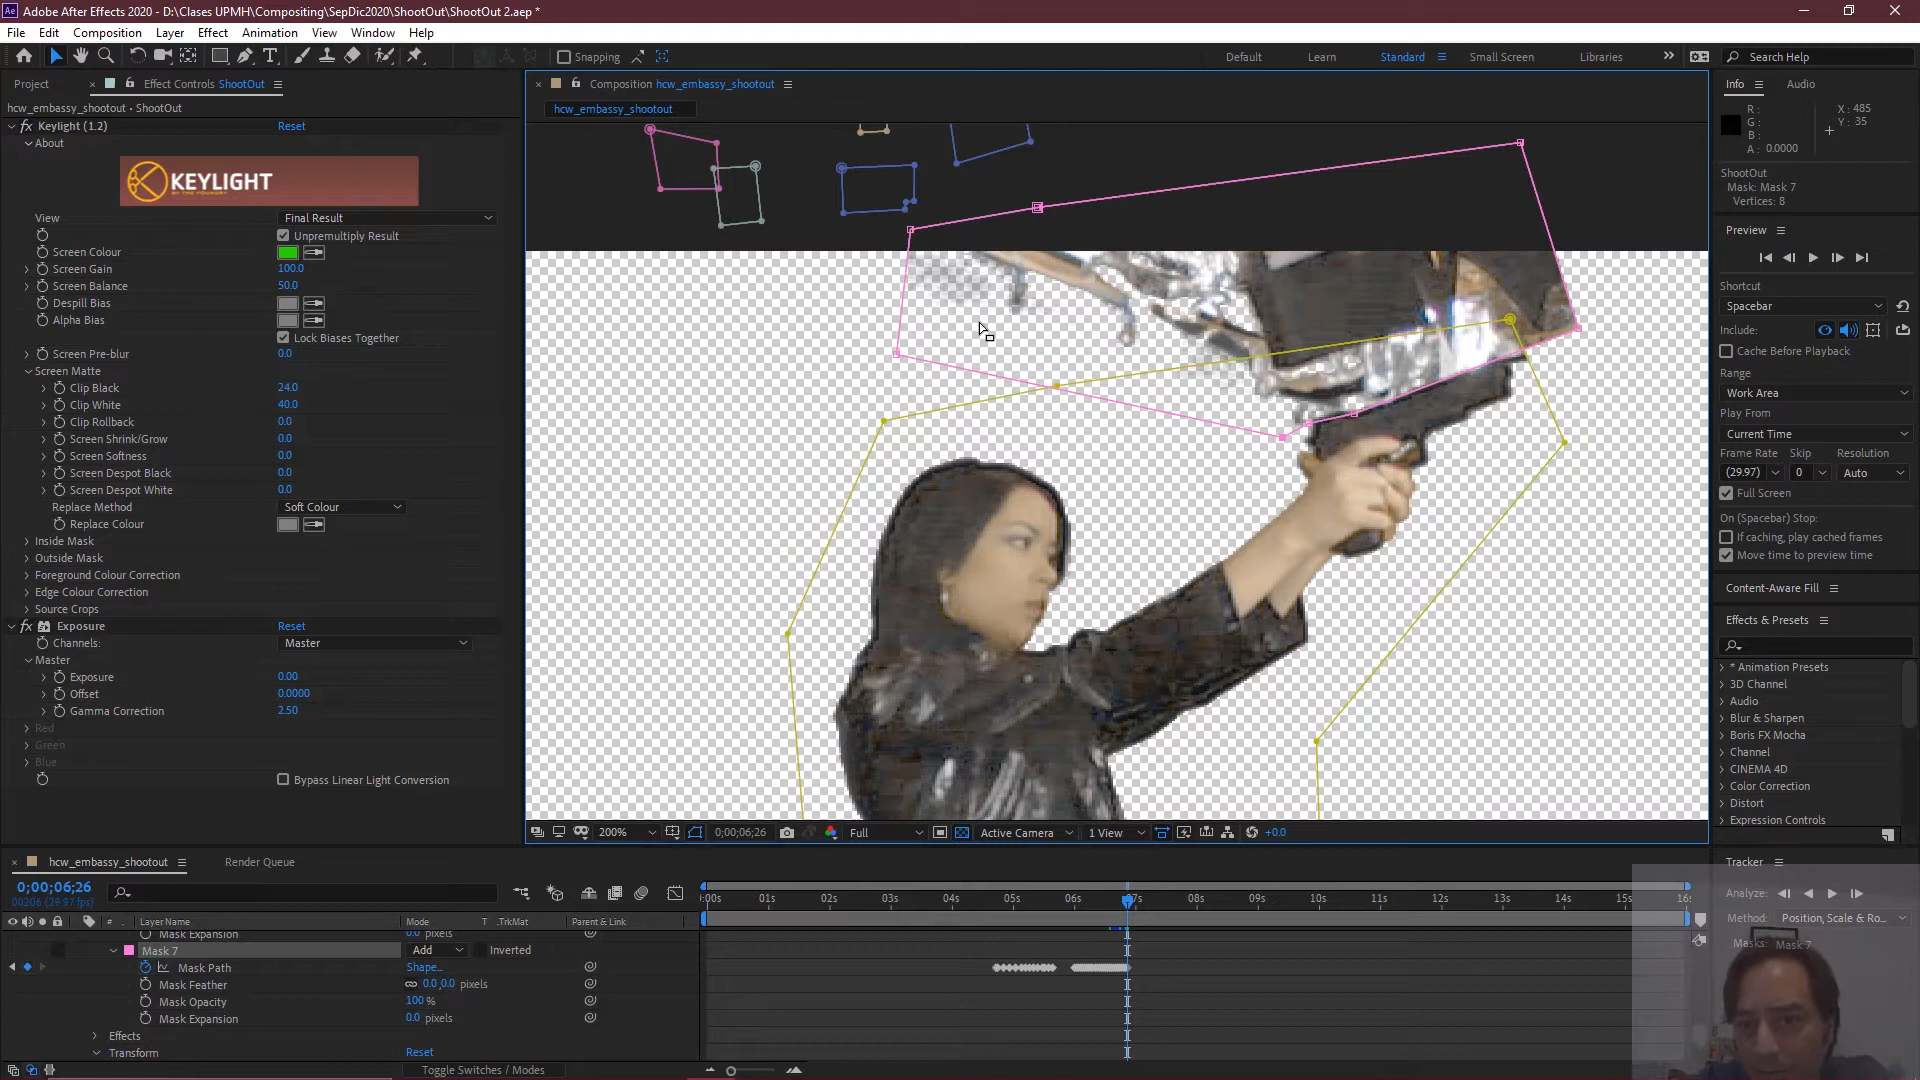 Adobe After Effects 2020 - D:\Clases UPMH\Compositing\SepDic2020\ShootOut\ShootOut 2.aep *
File Edit Composition Layer Effect Animation View Window Help
Snapping
Default Learn Standard Small Screen Libraries
Search Help
Project
Effect Controls ShootOut
hcw_embassy_shootout • ShootOut
fx Keylight (1.2) Reset
About
KEYLIGHT
BY THE FOUNDRY
View Final Result
Unpremultiply Result
Screen Colour
Screen Gain 100.0
Screen Balance 50.0
Despill Bias
Alpha Bias
Lock Biases Together
Screen Pre-blur 0.0
Screen Matte
Clip Black 24.0
Clip White 40.0
Clip Rollback 0.0
Screen Shrink/Grow 0.0
Screen Softness 0.0
Screen Despot Black 0.0
Screen Despot White 0.0
Replace Method Soft Colour
Replace Colour
Inside Mask
Outside Mask
Foreground Colour Correction
Edge Colour Correction
Source Crops
fx Exposure Reset
Channels: Master
Master
Exposure 0.00
Offset 0.0000
Gamma Correction 2.50
Red
Green
Blue
Bypass Linear Light Conversion
Composition hcw_embassy_shootout
hcw_embassy_shootout
200% 0;00;06;26 Full Active Camera 1 View +0.0
Info Audio
R : X : 485
G : Y : 35
B :
A : 0.0000
ShootOut
Mask: Mask 7
Vertices: 8
Preview
Shortcut
Spacebar
Include:
Cache Before Playback
Range
Work Area
Play From
Current Time
Frame Rate Skip Resolution
(29.97) 0 Auto
Full Screen
On (Spacebar) Stop:
If caching, play cached frames
Move time to preview time
Content-Aware Fill
Effects & Presets
* Animation Presets
3D Channel
Audio
Blur & Sharpen
Boris FX Mocha
Channel
CINEMA 4D
Color Correction
Distort
Expression Controls
Tracker
Analyze:
Method: Position, Scale & Ro...
Masks: Mask 7
hcw_embassy_shootout Render Queue
0;00;06;26
00206 (29.97 fps)
:00s 01s 02s 03s 04s 05s 06s 7s 08s 09s 10s 11s 12s 13s 14s 15s 16s
# Layer Name Mode T .TrkMat Parent & Link
Mask Expansion 0.0 pixels
Mask 7 Add Inverted
Mask Path Shape...
Mask Feather 0.0,0.0 pixels
Mask Opacity 100 %
Mask Expansion 0.0 pixels
Effects
Transform Reset
Toggle Switches / Modes